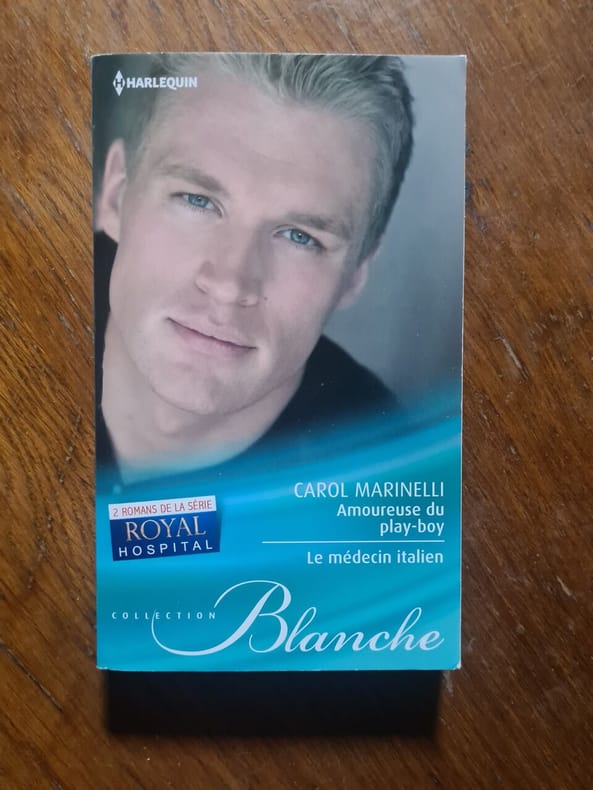 HARLEQUIN
CAROL MARINELLI
Amoureuse du
play-boy
Le médecin italien
2 ROMANS DE LA SÉRIE
ROYAL
HOSPITAL
COLLECTION Blanche